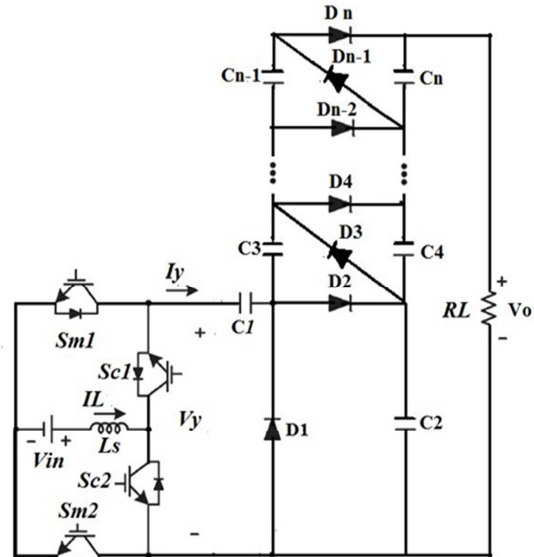 D n
Dn-1
Cn-1
Cn
Dn-2
D4
D3
C3
C4
D2
Iy
+
C1
RL
+
Vo
-
Sm1
Sc1
IL
Vy
D1
C2
- +
Vin
Ls
Sc2
Sm2
-